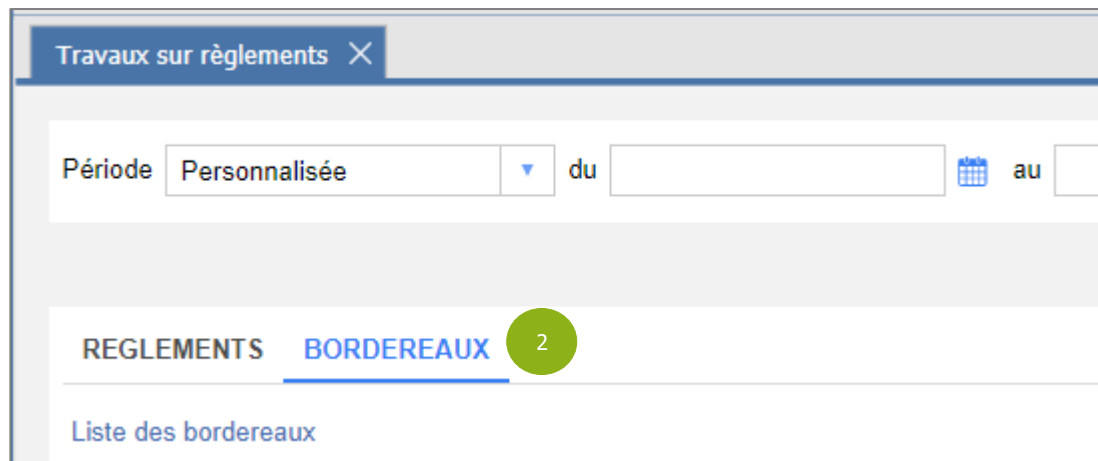 Travaux sur règlements
Période Personnalisée du au
REGLEMENTS BORDEREAUX 2
Liste des bordereaux